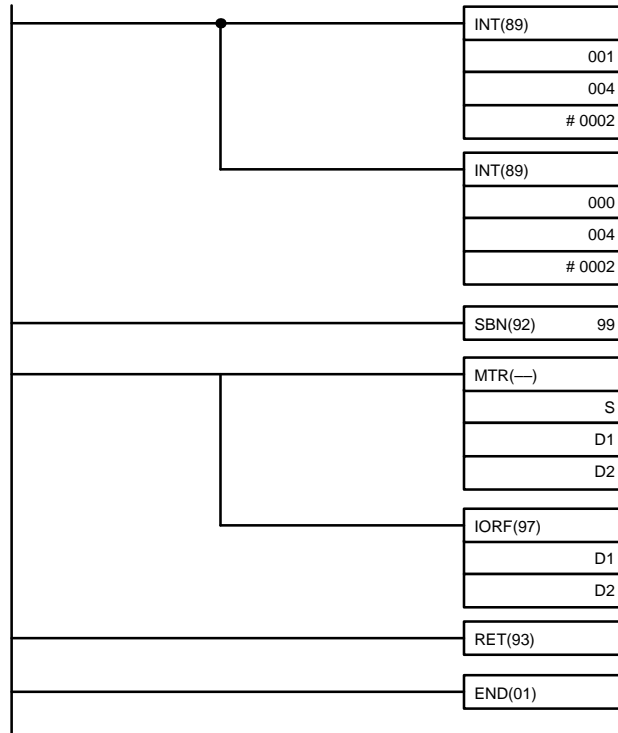 INT(89)
001
004
# 0002
INT(89)
000
004
# 0002
SBN(92) 99
MTR(––)
S
D1
D2
IORF(97)
D1
D2
RET(93)
END(01)